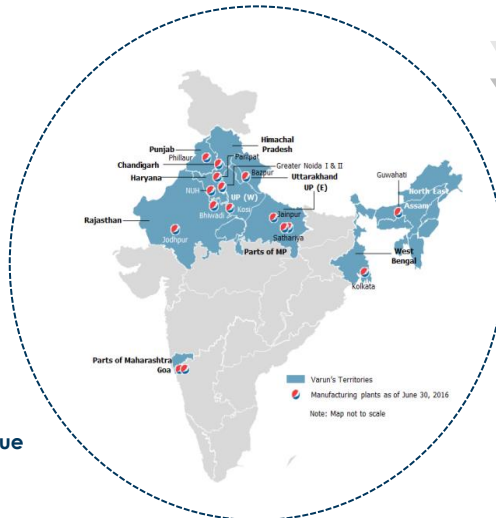 Punjab
Phillaur
Himachal
Pradesh
Chandigarh
Panipat
Greater Noida I & II
Haryana
Bazpur
Uttarakhand
UP (E)
Guwahati
NUH
UP (W)
Kosi
Bhiwadi
Jainpur
North East
Assam
Rajasthan
Jodhpur
Sathariya
Parts of MP
West
Bengal
Kolkata
Parts of Maharashtra
Goa
Varun's Territories
Manufacturing plants as of June 30, 2016
Note: Map not to scale
ue